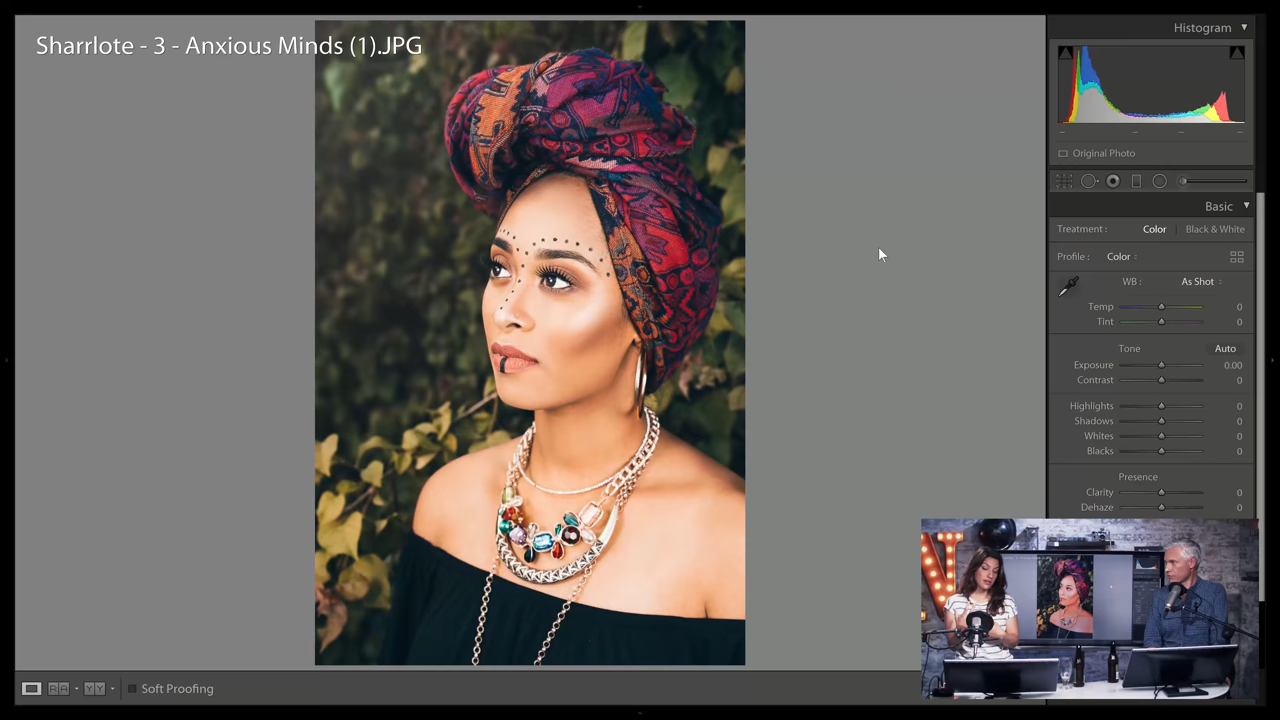 Sharrlote - 3 - Anxious Minds (1).JPG
Histogram
Original Photo
Basic
Treatment : Color Black & White
Profile : Color
WB : As Shot
Temp 0
Tint 0
Tone Auto
Exposure 0.00
Contrast 0
Highlights 0
Shadows 0
Whites 0
Blacks 0
Presence
Clarity 0
Dehaze 0
N
R A Y Y Soft Proofing